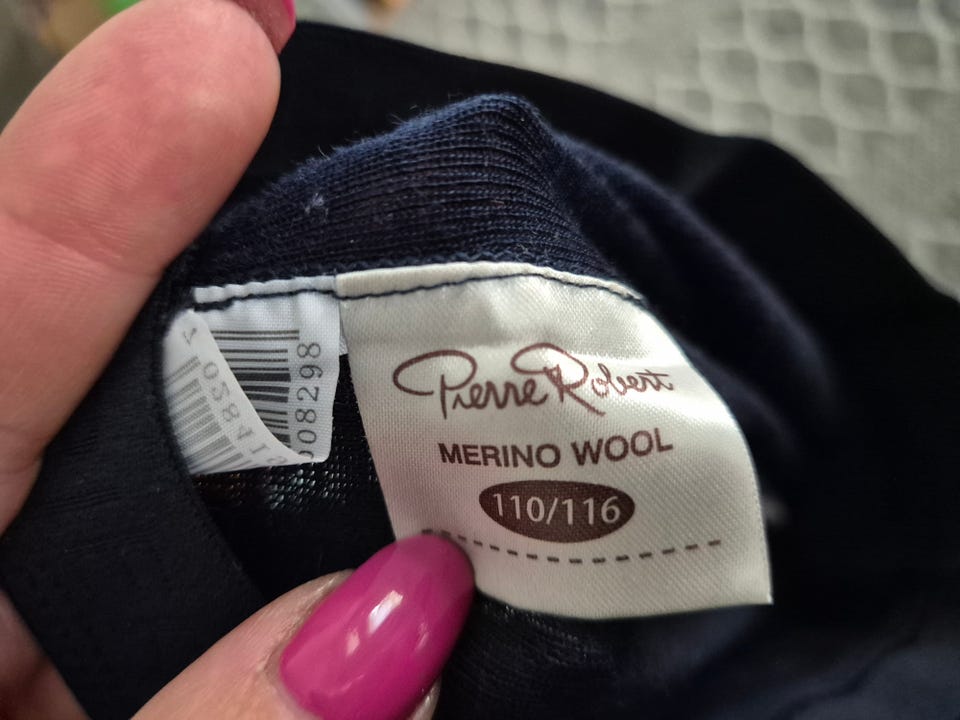 Pierre Robert
MERINO WOOL
110/116
008298